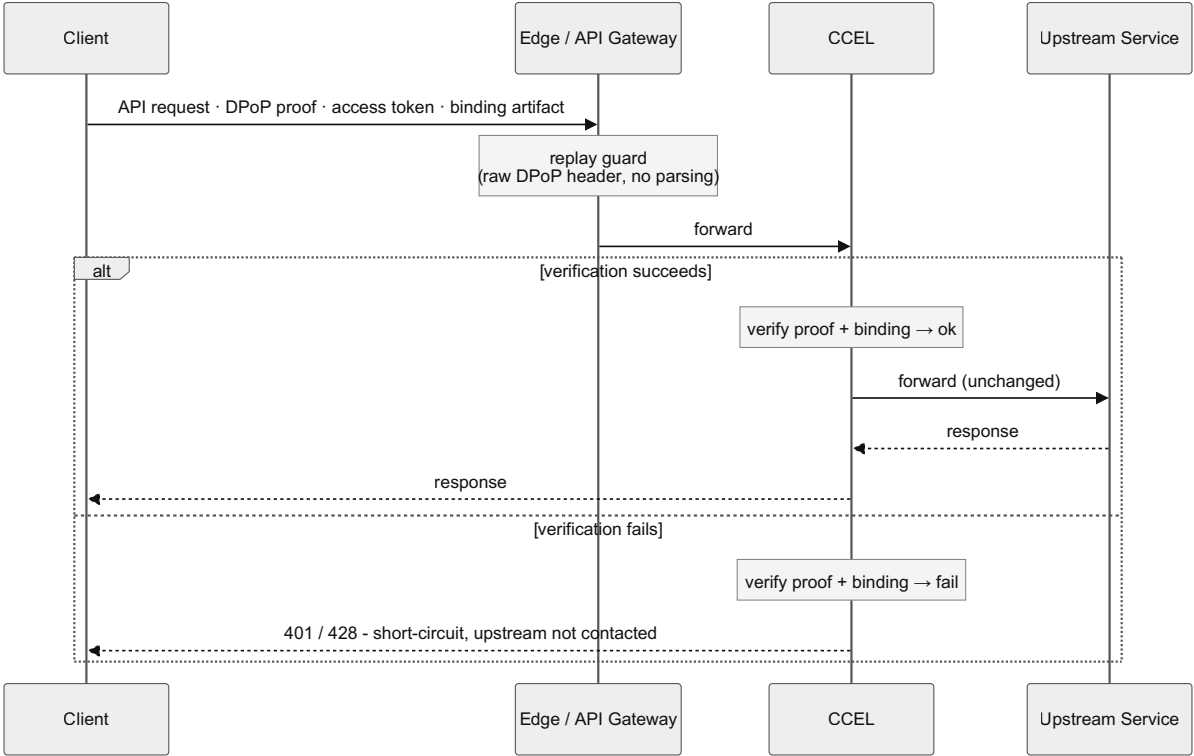 Client
Edge / API Gateway
CCEL
Upstream Service
API request · DPoP proof · access token · binding artifact
replay guard
(raw DPoP header, no parsing)
forward
alt
[verification succeeds]
verify proof + binding → ok
forward (unchanged)
response
response
[verification fails]
verify proof + binding → fail
401 / 428 - short-circuit, upstream not contacted
Client
Edge / API Gateway
CCEL
Upstream Service